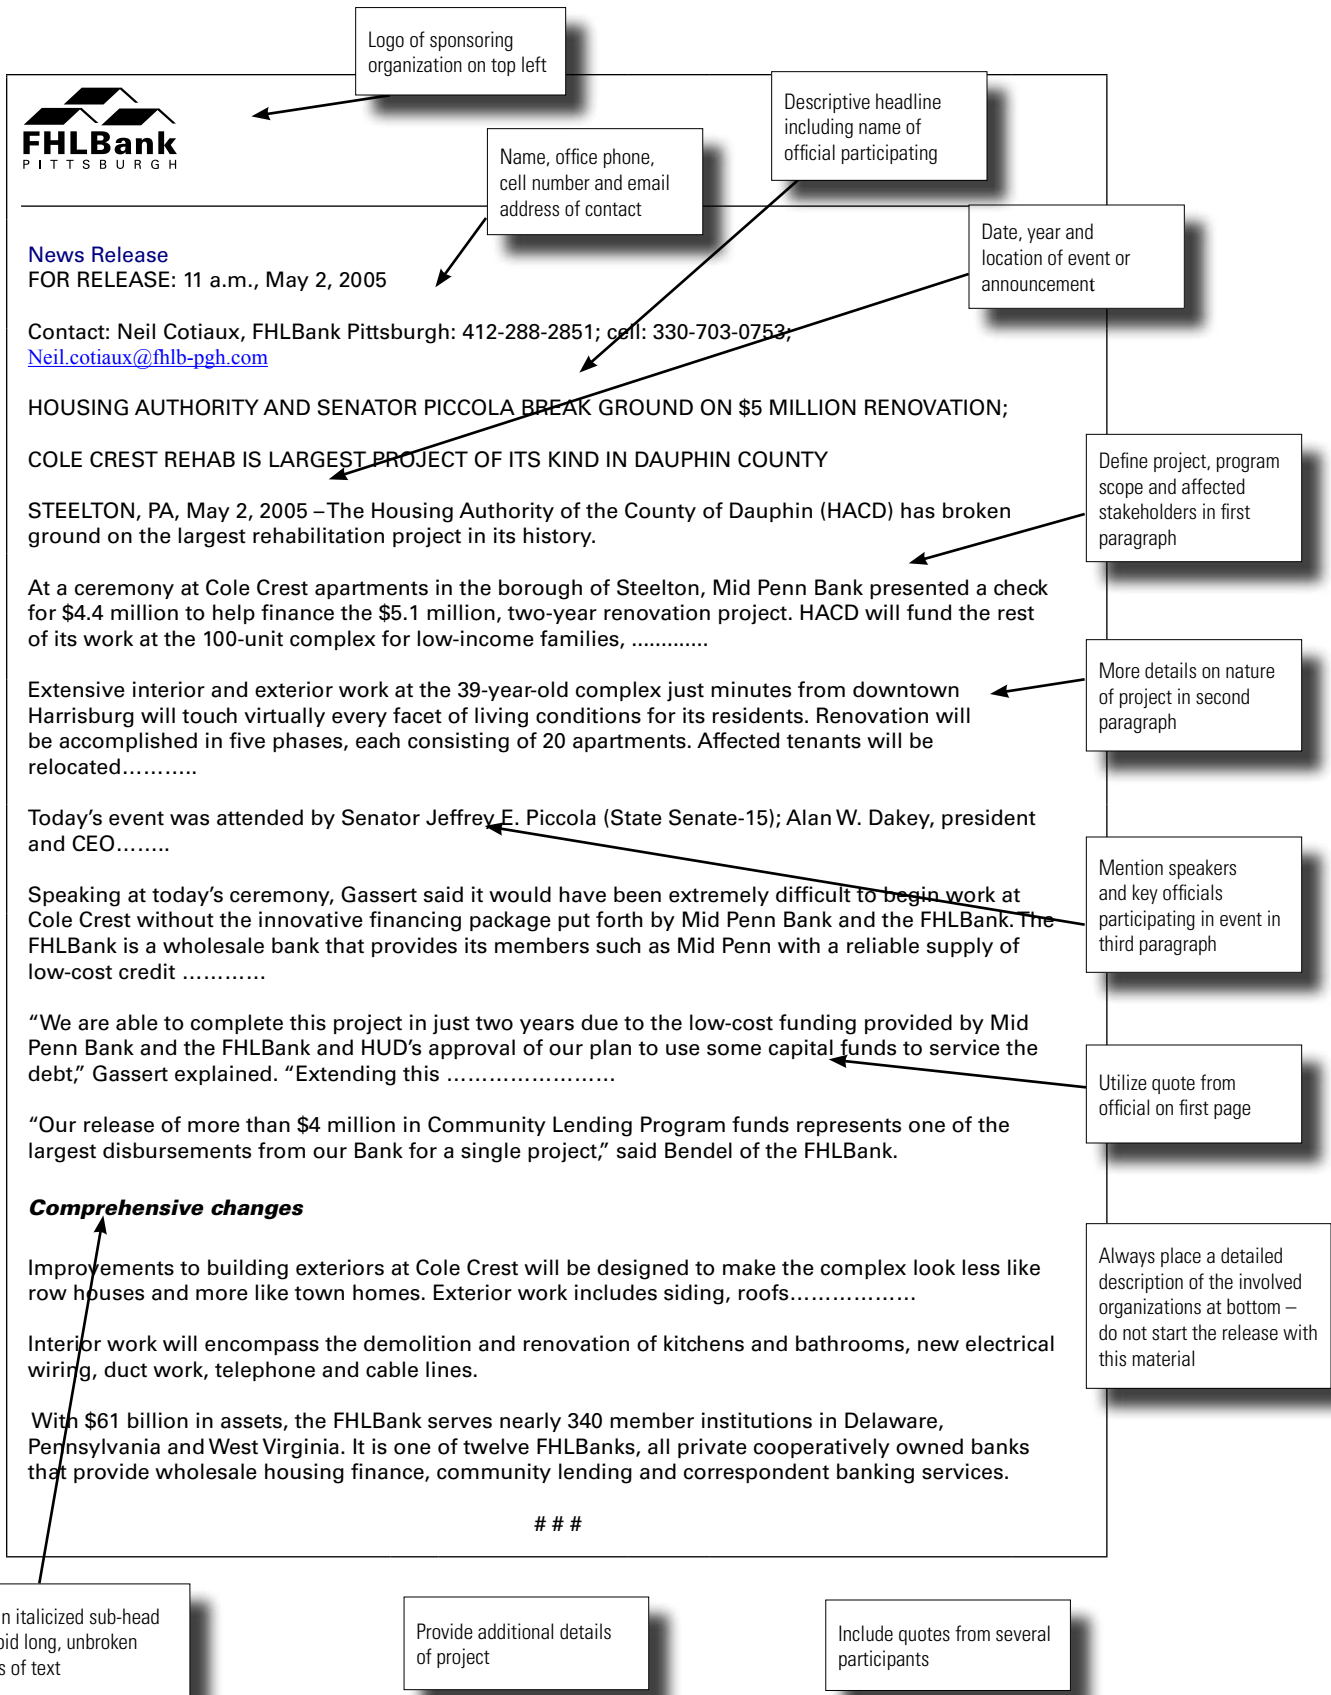 Logo of sponsoring
organization on top left
FHLBank
PITTSBURGH
Descriptive headline
including name of
official participating
Name, office phone,
cell number and email
address of contact
Date, year and
location of event or
announcement
News Release
FOR RELEASE: 11 a.m., May 2, 2005
Contact: Neil Cotiaux, FHLBank Pittsburgh: 412-288-2851; cell: 330-703-0753;
Neil.cotiaux@fhlb-pgh.com
HOUSING AUTHORITY AND SENATOR PICCOLA BREAK GROUND ON $5 MILLION RENOVATION;
COLE CREST REHAB IS LARGEST PROJECT OF ITS KIND IN DAUPHIN COUNTY
Define project, program
scope and affected
stakeholders in first
paragraph
STEELTON, PA, May 2, 2005 – The Housing Authority of the County of Dauphin (HACD) has broken
ground on the largest rehabilitation project in its history.
At a ceremony at Cole Crest apartments in the borough of Steelton, Mid Penn Bank presented a check
for $4.4 million to help finance the $5.1 million, two-year renovation project. HACD will fund the rest
of its work at the 100-unit complex for low-income families, .............
More details on nature
of project in second
paragraph
Extensive interior and exterior work at the 39-year-old complex just minutes from downtown
Harrisburg will touch virtually every facet of living conditions for its residents. Renovation will
be accomplished in five phases, each consisting of 20 apartments. Affected tenants will be
relocated………..
Today’s event was attended by Senator Jeffrey E. Piccola (State Senate-15); Alan W. Dakey, president
and CEO……..
Mention speakers
and key officials
participating in event in
third paragraph
Speaking at today’s ceremony, Gassert said it would have been extremely difficult to begin work at
Cole Crest without the innovative financing package put forth by Mid Penn Bank and the FHLBank. The
FHLBank is a wholesale bank that provides its members such as Mid Penn with a reliable supply of
low-cost credit …………
“We are able to complete this project in just two years due to the low-cost funding provided by Mid
Penn Bank and the FHLBank and HUD’s approval of our plan to use some capital funds to service the
debt,” Gassert explained. “Extending this ……………………
Utilize quote from
official on first page
“Our release of more than $4 million in Community Lending Program funds represents one of the
largest disbursements from our Bank for a single project,” said Bendel of the FHLBank.
Comprehensive changes
Always place a detailed
description of the involved
organizations at bottom –
do not start the release with
this material
Improvements to building exteriors at Cole Crest will be designed to make the complex look less like
row houses and more like town homes. Exterior work includes siding, roofs………………
Interior work will encompass the demolition and renovation of kitchens and bathrooms, new electrical
wiring, duct work, telephone and cable lines.
With $61 billion in assets, the FHLBank serves nearly 340 member institutions in Delaware,
Pennsylvania and West Virginia. It is one of twelve FHLBanks, all private cooperatively owned banks
that provide wholesale housing finance, community lending and correspondent banking services.
# # #
italicized sub-head
long, unbroken
of text
Provide additional details
of project
Include quotes from several
participants